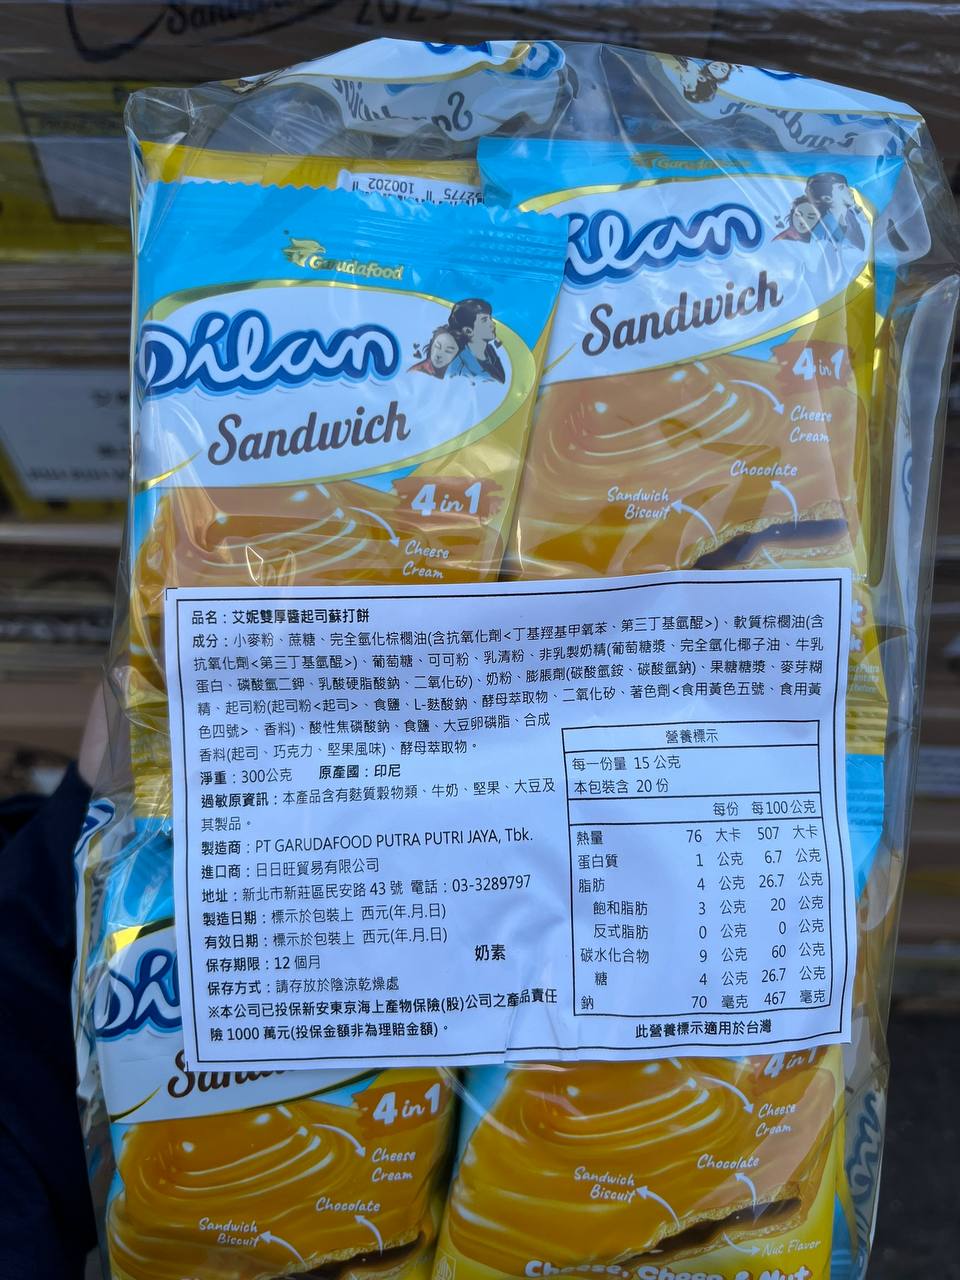 2025
Garudafood
Garudafood
Dilan
Sandwich
4 in 1
Cheese
Cream
ilan
Sandwich
4 in 1
Cheese
Cream
Chocolate
Sandwich
Biscuit
品名：艾妮雙厚醬起司蘇打餅
成分：小麥粉、蔗糖、完全氫化棕櫚油(含抗氧化劑<丁基羥基甲氧苯、第三丁基氫醌>)、軟質棕櫚油(含
抗氧化劑<第三丁基氫醌>)、葡萄糖、可可粉、乳清粉、非乳製奶精(葡萄糖漿、完全氫化椰子油、牛乳
蛋白、磷酸氫二鉀、乳酸硬脂酸鈉、二氧化矽)、奶粉、膨脹劑(碳酸氫銨、碳酸氫鈉)、果糖糖漿、麥芽糊
精、起司粉(起司粉<起司>、食鹽、L-麩酸鈉、酵母萃取物、二氧化矽、著色劑<食用黃色五號、食用黃
色四號>、香料)、酸性焦磷酸鈉、食鹽、大豆卵磷脂、合成
香料(起司、巧克力、堅果風味)、酵母萃取物。
淨重：300公克 原產國：印尼
過敏原資訊：本產品含有麩質穀物類、牛奶、堅果、大豆及
其製品。
製造商：PT GARUDAFOOD PUTRA PUTRI JAYA, Tbk.
進口商：日日旺貿易有限公司
地址：新北市新莊區民安路 43 號 電話：03-3289797
製造日期：標示於包裝上 西元(年.月.日)
有效日期：標示於包裝上 西元(年.月.日)
保存期限：12 個月
奶素
保存方式：請存放於陰涼乾燥處
※本公司已投保新安東京海上產物保險(股)公司之產品責任
險 1000 萬元(投保金額非為理賠金額)。
營養標示
每一份量 15 公克
本包裝含 20 份
每份 每 100 公克
熱量 76 大卡 507 大卡
蛋白質 1 公克 6.7 公克
脂肪 4 公克 26.7 公克
飽和脂肪 3 公克 20 公克
反式脂肪 0 公克 0 公克
碳水化合物 9 公克 60 公克
糖 4 公克 26.7 公克
鈉 70 毫克 467 毫克
此營養標示適用於台灣
4 in 1
Cheese
Cream
Chocolate
Sandwich
Biscuit
4 in 1
Cheese
Cream
Chocolate
Sandwich
Biscuit
Nut Flavor
Cheese, Choco & Nut